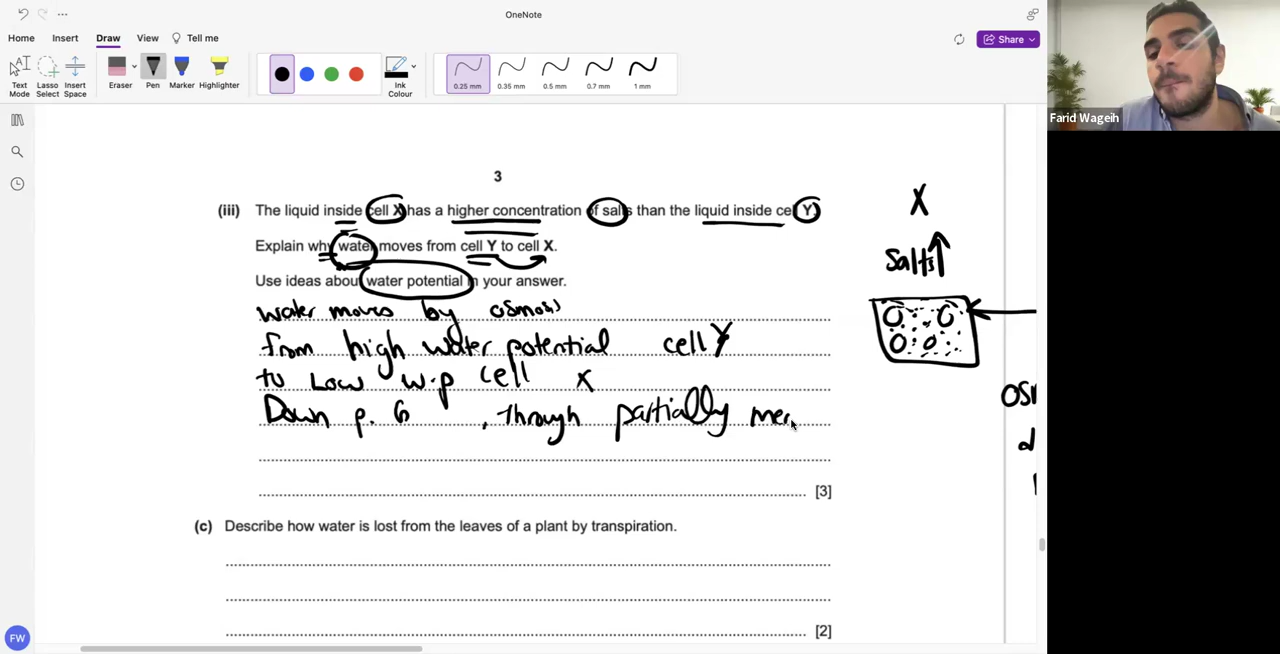 OneNote
Home Insert Draw View Tell me
Share
Text Mode
Lasso Select
Insert Space
Eraser
Pen
Marker
Highlighter
Ink Colour
0.25 mm
0.35 mm
0.5 mm
0.7 mm
1 mm
Farid Wageih
3
(iii) The liquid inside cell X has a higher concentration of salts than the liquid inside cell Y.
Explain why water moves from cell Y to cell X.
Use ideas about water potential in your answer.
water moves by osmosis
from high water potential cell Y
to Low w.p cell X
Down p. G , through partially mer
[3]
(c) Describe how water is lost from the leaves of a plant by transpiration.
[2]
X
Salts
FW